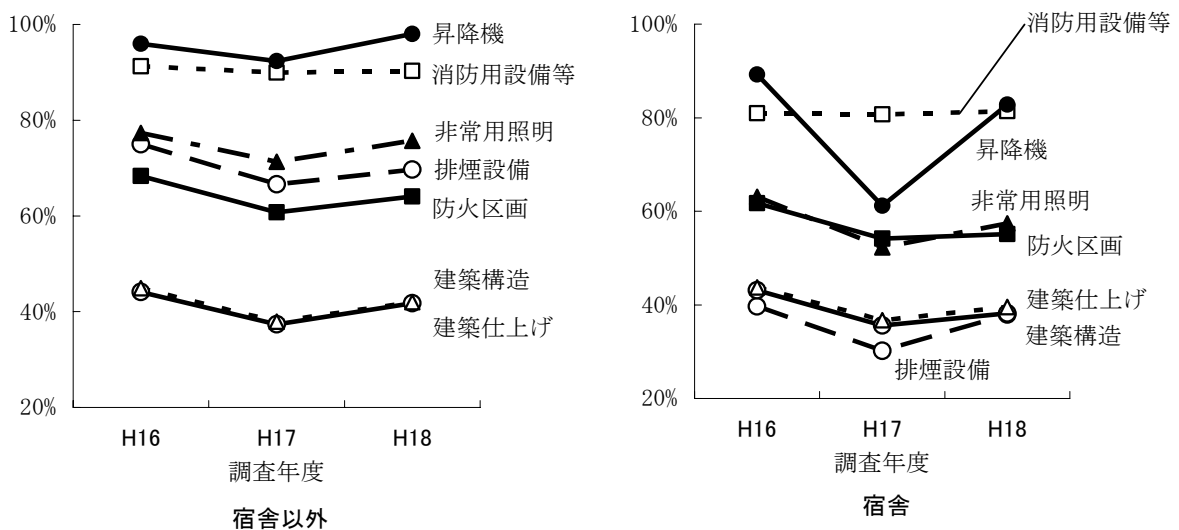 100%
80%
60%
40%
20%
昇降機
消防用設備等
非常用照明
排煙設備
防火区画
建築構造
建築仕上げ
H16
H17
H18
調査年度
宿舎以外
100%
80%
60%
40%
20%
消防用設備等
昇降機
非常用照明
防火区画
建築仕上げ
建築構造
排煙設備
H16
H17
H18
調査年度
宿舎